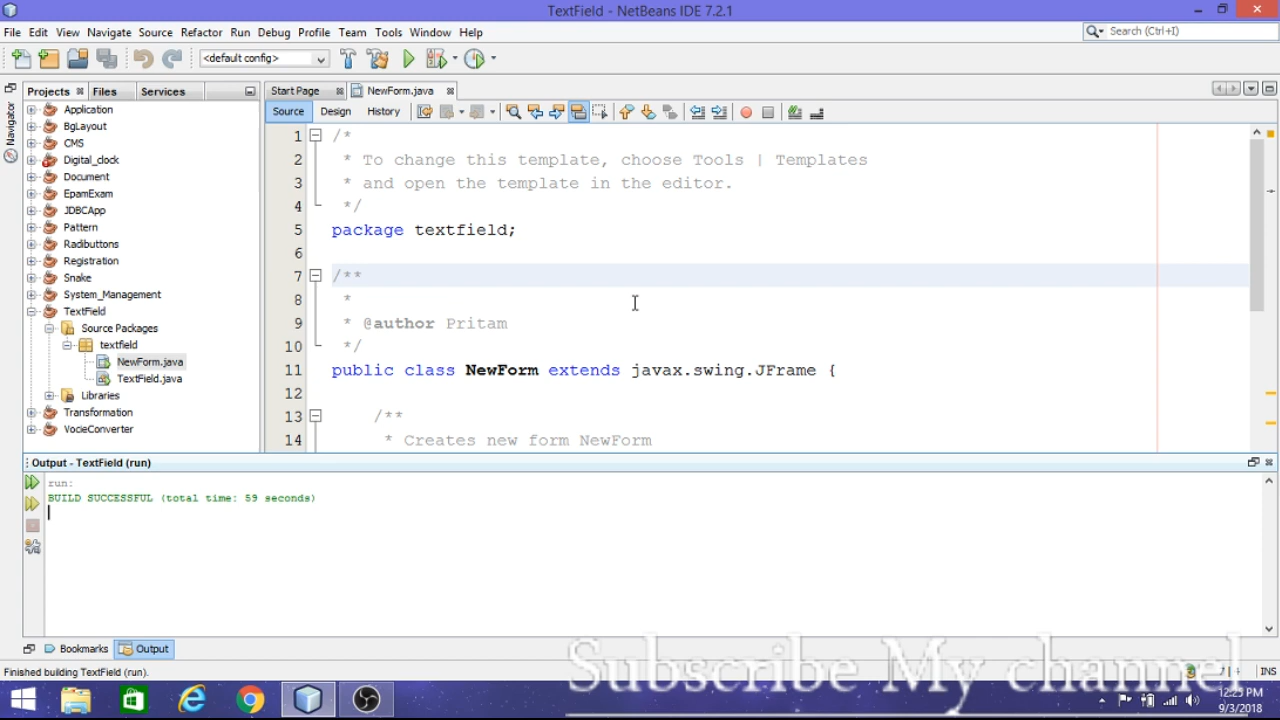 TextField - NetBeans IDE 7.2.1
File Edit View Navigate Source Refactor Run Debug Profile Team Tools Window Help
Search (Ctrl+I)
<default config>
Projects Files Services
Start Page NewForm.java
Navigator
Source Design History
Application
BgLayout
CMS
Digital_clock
Document
EpamExam
JDBCApp
Pattern
Radibuttons
Registration
Snake
System_Management
TextField
Source Packages
textfield
NewForm.java
TextField.java
Libraries
Transformation
VocieConverter
1 /*
2 * To change this template, choose Tools | Templates
3 * and open the template in the editor.
4 */
5 package textfield;
6
7 /**
8 *
9 * @author Pritam
10 */
11 public class NewForm extends javax.swing.JFrame {
12
13 /**
14 * Creates new form NewForm
Output - TextField (run)
run:
BUILD SUCCESSFUL (total time: 59 seconds)
Bookmarks Output
Finished building TextField (run).
INS
Subscribe My channel
12:25 PM
9/3/2018